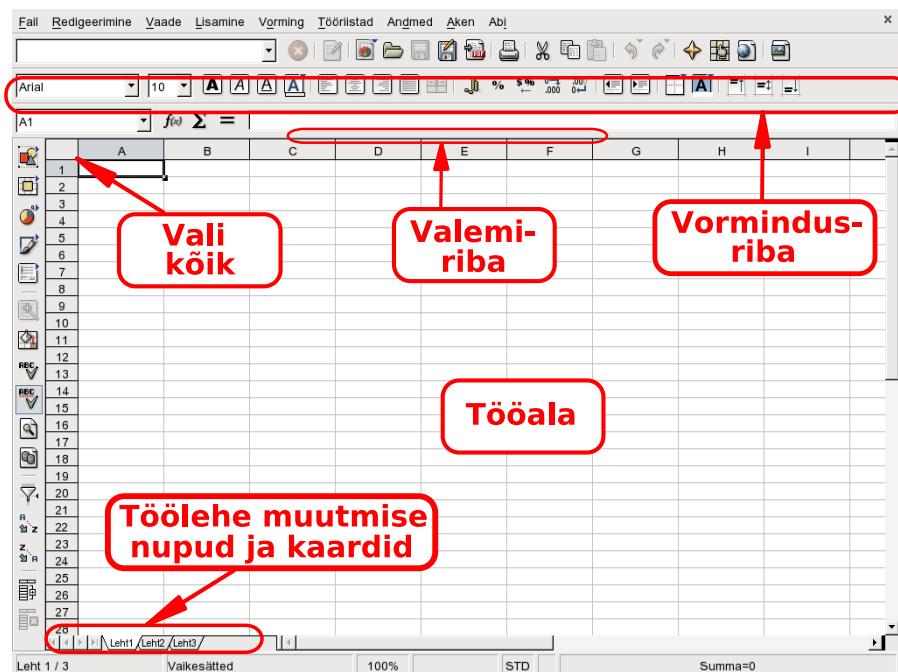 Fail Redigeerimine Vaade Lisamine Vorming Tööriistad Andmed Aken Abi ×
Arial 10
A1 f(x) Σ =
A B C D E F G H I
1
2
3
4
5
6
7
8
9
10
11
12
13
14
15
16
17
18
19
20
21
22
23
24
25
26
27
28
Vali
kõik
Valemi-
riba
Vormindus-
riba
Tööala
Töölehe muutmise
nupud ja kaardid
Leht1 Leht2 Leht3
Leht 1 / 3 Vaikesätted 100% STD Summa=0